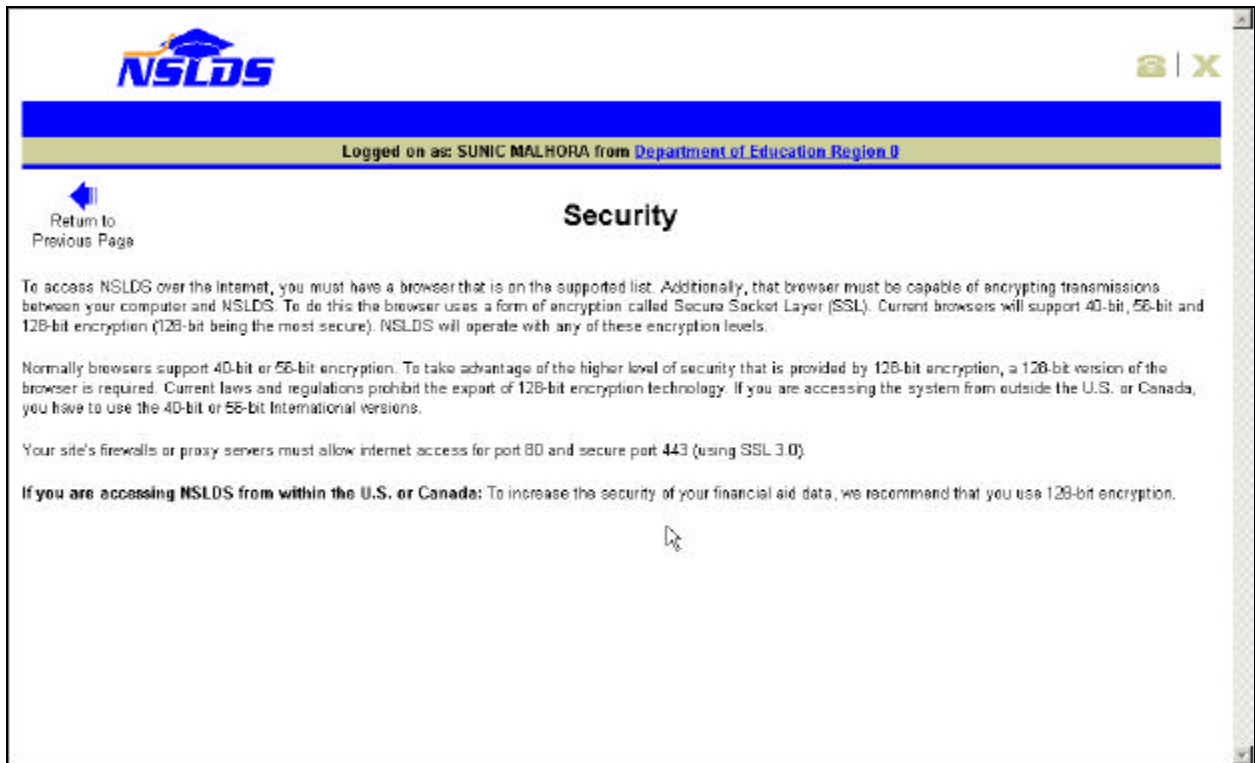 NSLDS
Logged on as: SUNIC MALHORA from Department of Education Region 0
Return to
Previous Page
Security
To access NSLDS over the Internet, you must have a browser that is on the supported list. Additionally, that browser must be capable of encrypting transmissions
between your computer and NSLDS. To do this the browser uses a form of encryption called Secure Socket Layer (SSL). Current browsers will support 40-bit, 56-bit and
128-bit encryption (128-bit being the most secure). NSLDS will operate with any of these encryption levels.
Normally browsers support 40-bit or 56-bit encryption. To take advantage of the higher level of security that is provided by 128-bit encryption, a 128-bit version of the
browser is required. Current laws and regulations prohibit the export of 128-bit encryption technology. If you are accessing the system from outside the U.S. or Canada,
you have to use the 40-bit or 56-bit International versions.
Your site's firewalls or proxy servers must allow internet access for port 80 and secure port 443 (using SSL 3.0).
If you are accessing NSLDS from within the U.S. or Canada: To increase the security of your financial aid data, we recommend that you use 128-bit encryption.